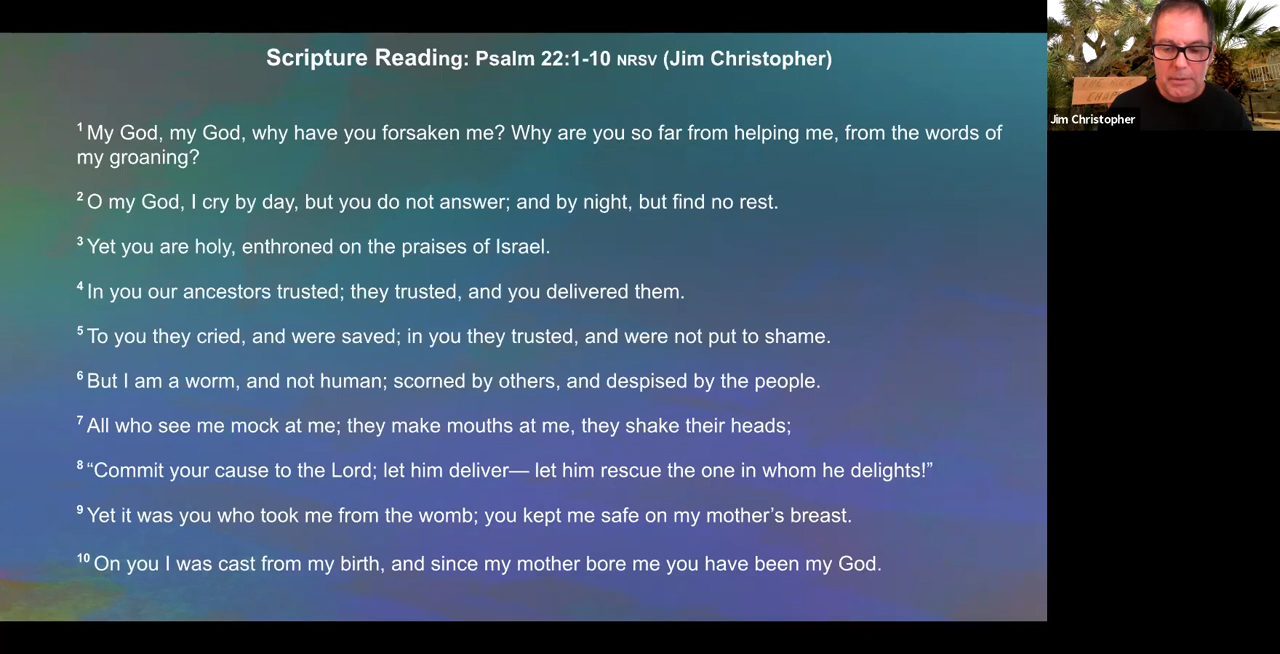 Scripture Reading: Psalm 22:1-10 NRSV (Jim Christopher)
1 My God, my God, why have you forsaken me? Why are you so far from helping me, from the words of
my groaning?
2 O my God, I cry by day, but you do not answer; and by night, but find no rest.
3 Yet you are holy, enthroned on the praises of Israel.
4 In you our ancestors trusted; they trusted, and you delivered them.
5 To you they cried, and were saved; in you they trusted, and were not put to shame.
6 But I am a worm, and not human; scorned by others, and despised by the people.
7 All who see me mock at me; they make mouths at me, they shake their heads;
8 “Commit your cause to the Lord; let him deliver— let him rescue the one in whom he delights!”
9 Yet it was you who took me from the womb; you kept me safe on my mother’s breast.
10 On you I was cast from my birth, and since my mother bore me you have been my God.
Jim Christopher